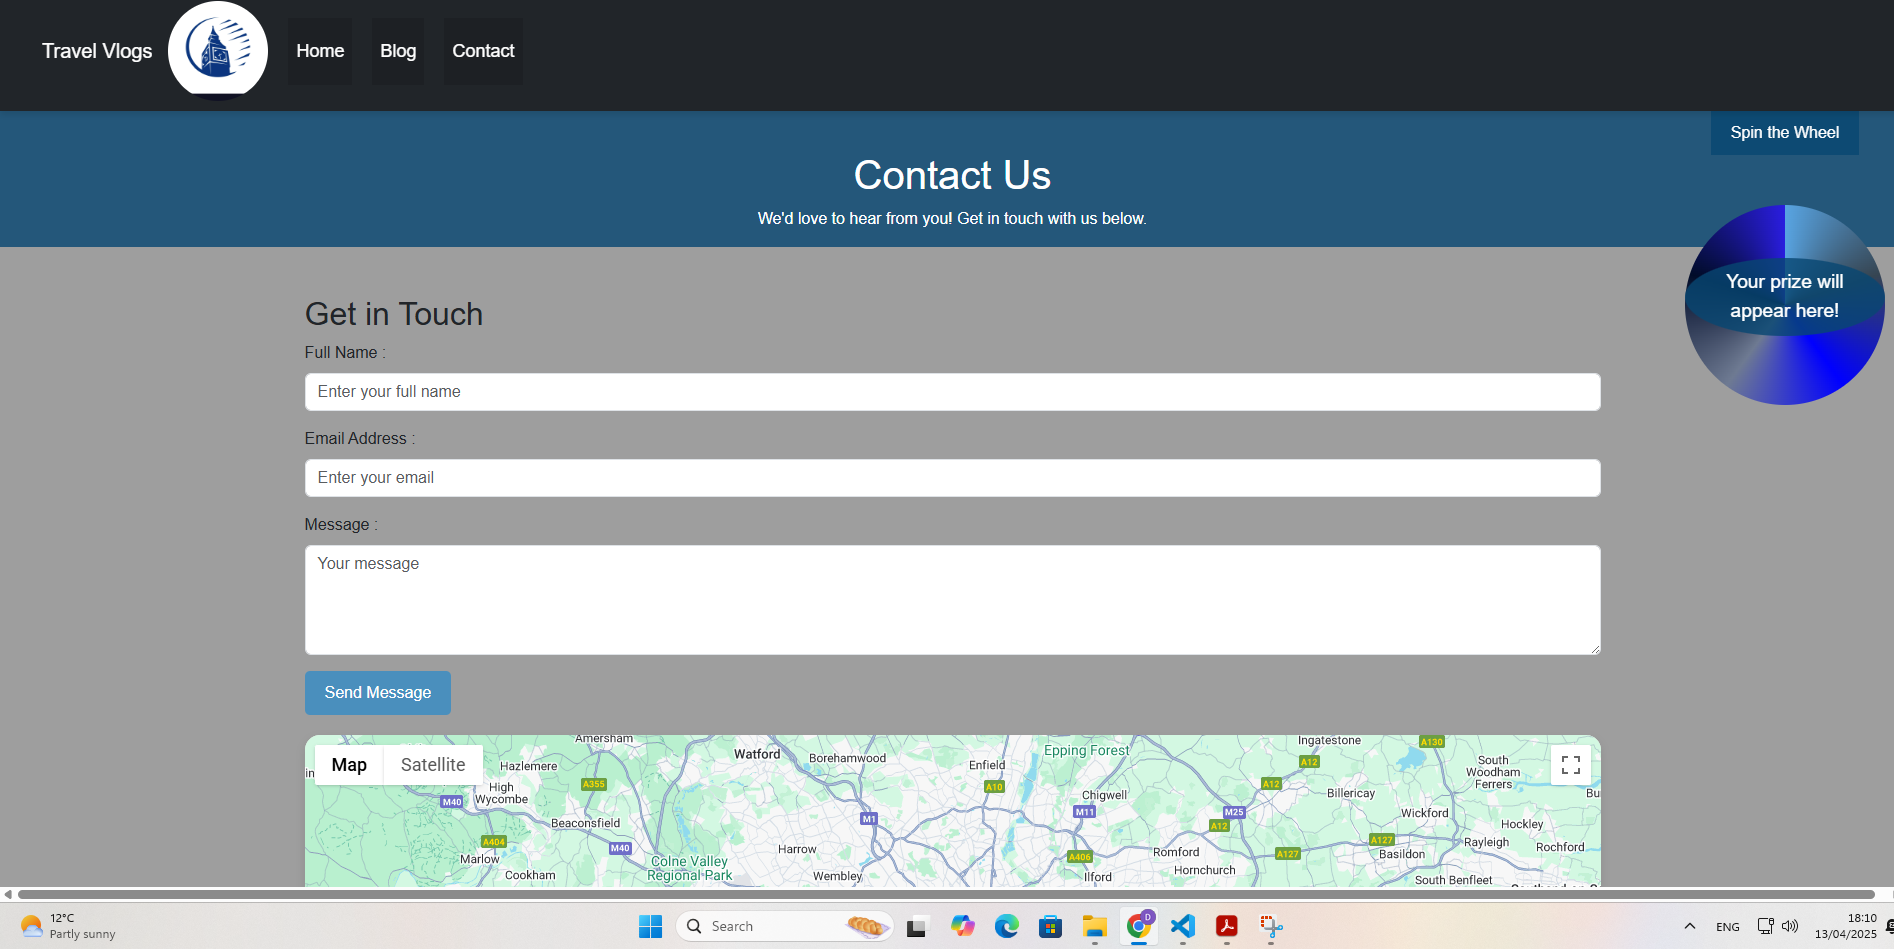 Travel Vlogs
Home
Blog
Contact
Spin the Wheel
Contact Us
We'd love to hear from you! Get in touch with us below.
Your prize will
appear here!
Get in Touch
Full Name :
Enter your full name
Email Address :
Enter your email
Message :
Your message
Send Message
Map
Satellite
Amersham
Watford
Borehamwood
Epping Forest
Ingatestone
A130
Hazlemere
Enfield
A12
South
Woodham
Ferrers
High
Wycombe
A355
A10
Chigwell
A12
Billericay
Bu
M40
M11
M25
Wickford
Beaconsfield
M1
A12
Hockley
A404
M40
Harrow
A127
Rayleigh
Marlow
Colne Valley
Regional Park
A406
Romford
A127
Basildon
Rochford
Cookham
Wembley
Ilford
Hornchurch
South Benfleet
12°C
Partly sunny
Search
D
ENG
18:10
13/04/2025